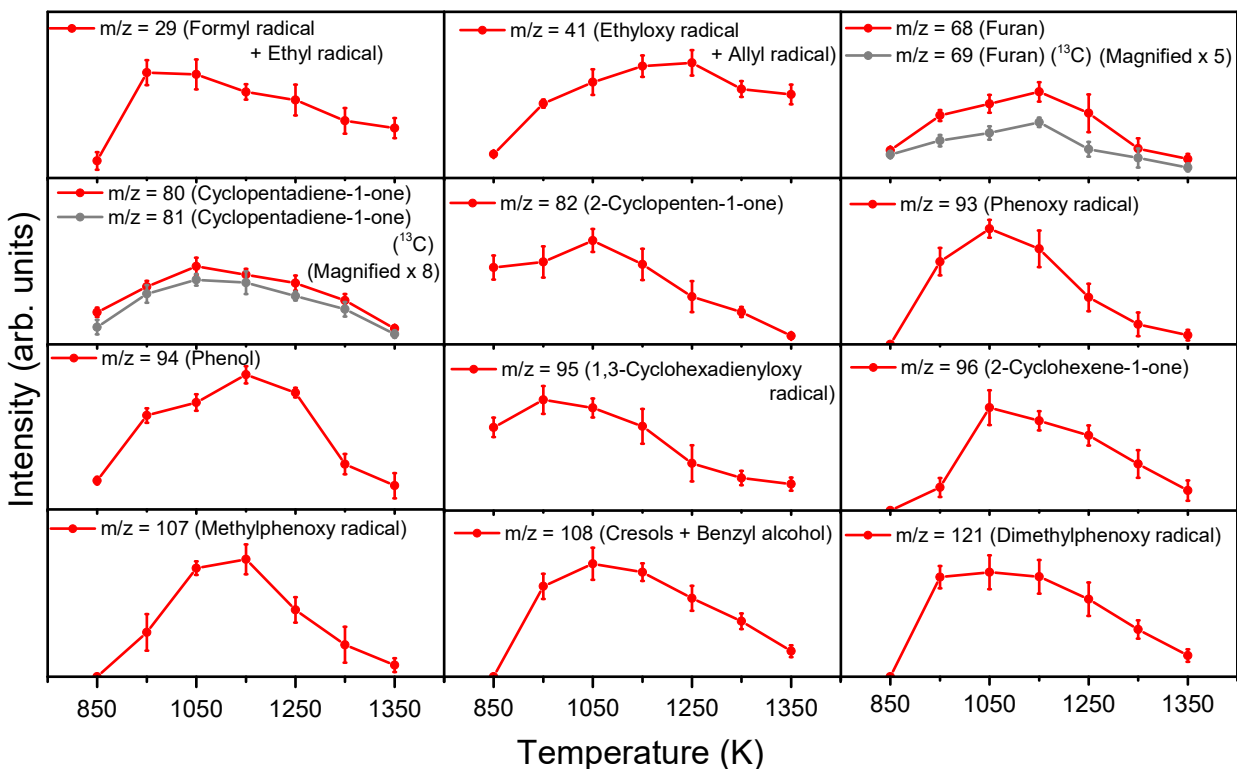 m/z = 29 (Formyl radical
+ Ethyl radical)
m/z = 41 (Ethyloxy radical
+ Allyl radical)
m/z = 68 (Furan)
m/z = 69 (Furan) (¹³C) (Magnified x 5)
m/z = 80 (Cyclopentadiene-1-one)
m/z = 81 (Cyclopentadiene-1-one)
(¹³C)
(Magnified x 8)
m/z = 82 (2-Cyclopenten-1-one)
m/z = 93 (Phenoxy radical)
m/z = 94 (Phenol)
m/z = 95 (1,3-Cyclohexadienyloxy
radical)
m/z = 96 (2-Cyclohexene-1-one)
m/z = 107 (Methylphenoxy radical)
m/z = 108 (Cresols + Benzyl alcohol)
m/z = 121 (Dimethylphenoxy radical)
Intensity (arb. units)
850 1050 1250 1350 850 1050 1250 1350 850 1050 1250 1350
Temperature (K)